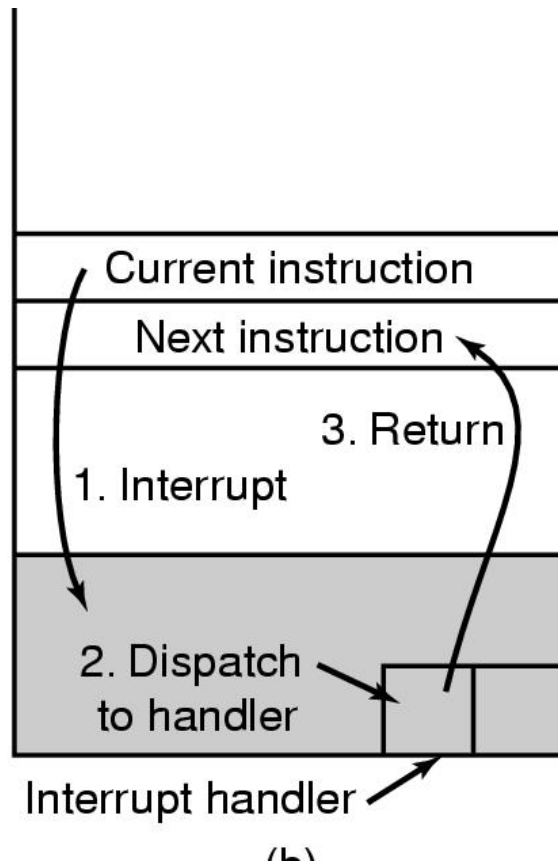 Current instruction
Next instruction
3. Return
1. Interrupt
2. Dispatch
to handler
Interrupt handler
(b)